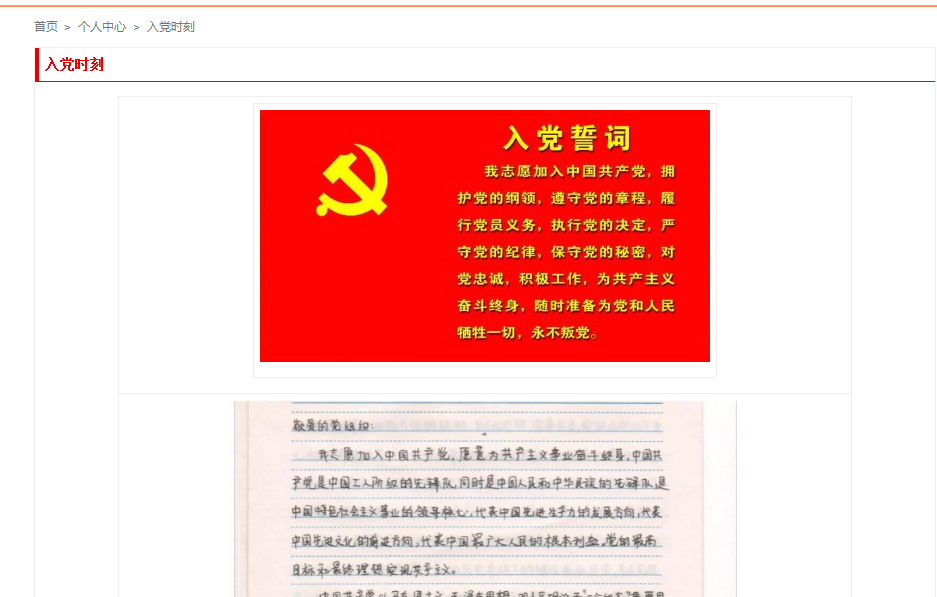 首页 > 个人中心 > 入党时刻
入党时刻
入党誓词
我志愿加入中国共产党，拥
护党的纲领，遵守党的章程，履
行党员义务，执行党的决定，严
守党的纪律，保守党的秘密，对
党忠诚，积极工作，为共产主义
奋斗终身，随时准备为党和人民
牺牲一切，永不叛党。
敬爱的党组织:
我志愿加入中国共产党，愿意为共产主义事业奋斗终身,中国共
产党是中国工人阶级的先锋队,同时是中国人民和中华民族的先锋队,是
中国特色社会主义事业的领导核心,代表中国先进生产力的发展方向,代表
中国先进文化的前进方向,代表中国最广大人民的根本利益。党的最高
目标和最终理想实现共产主义。